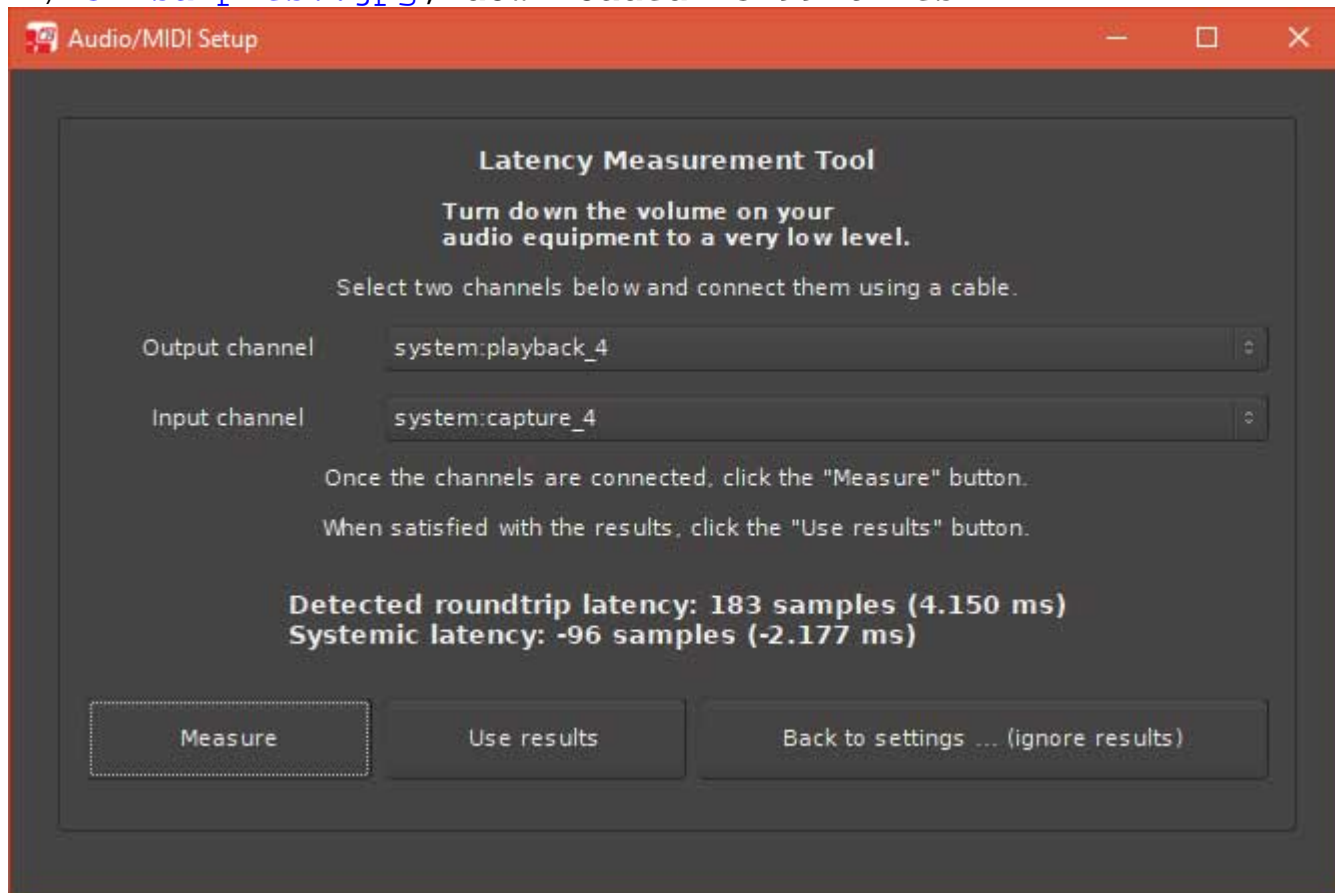 Audio/MIDI Setup
Latency Measurement Tool
Turn down the volume on your
audio equipment to a very low level.
Select two channels below and connect them using a cable.
Output channel system:playback_4
Input channel system:capture_4
Once the channels are connected, click the "Measure" button.
When satisfied with the results, click the "Use results" button.
Detected roundtrip latency: 183 samples (4.150 ms)
Systemic latency: -96 samples (-2.177 ms)
Measure Use results Back to settings ... (ignore results)